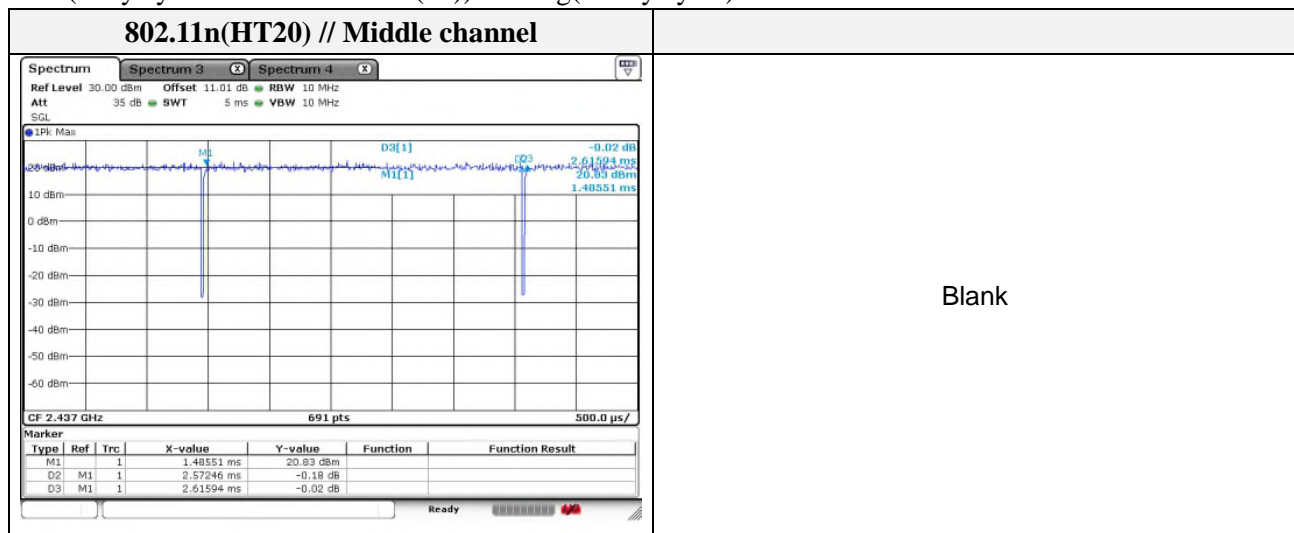 802.11n(HT20) // Middle channel
Spectrum Spectrum 3 X Spectrum 4 X
Ref Level 30.00 dBm Offset 11.01 dB RBW 10 MHz
Att 35 dB SWT 5 ms VBW 10 MHz
SGL
1Pk Max
D3[1] -0.02 dB
2.61594 ms
M1[1] 20.83 dBm
1.48551 ms
M1
20 dBm
10 dBm
0 dBm
-10 dBm
-20 dBm
-30 dBm
-40 dBm
-50 dBm
-60 dBm
CF 2.437 GHz 691 pts 500.0 µs/
Marker
Type Ref Trc X-value Y-value Function Function Result
M1 1 1.48551 ms 20.83 dBm
D2 M1 1 2.57246 ms -0.18 dB
D3 M1 1 2.61594 ms -0.02 dB
Ready
Blank